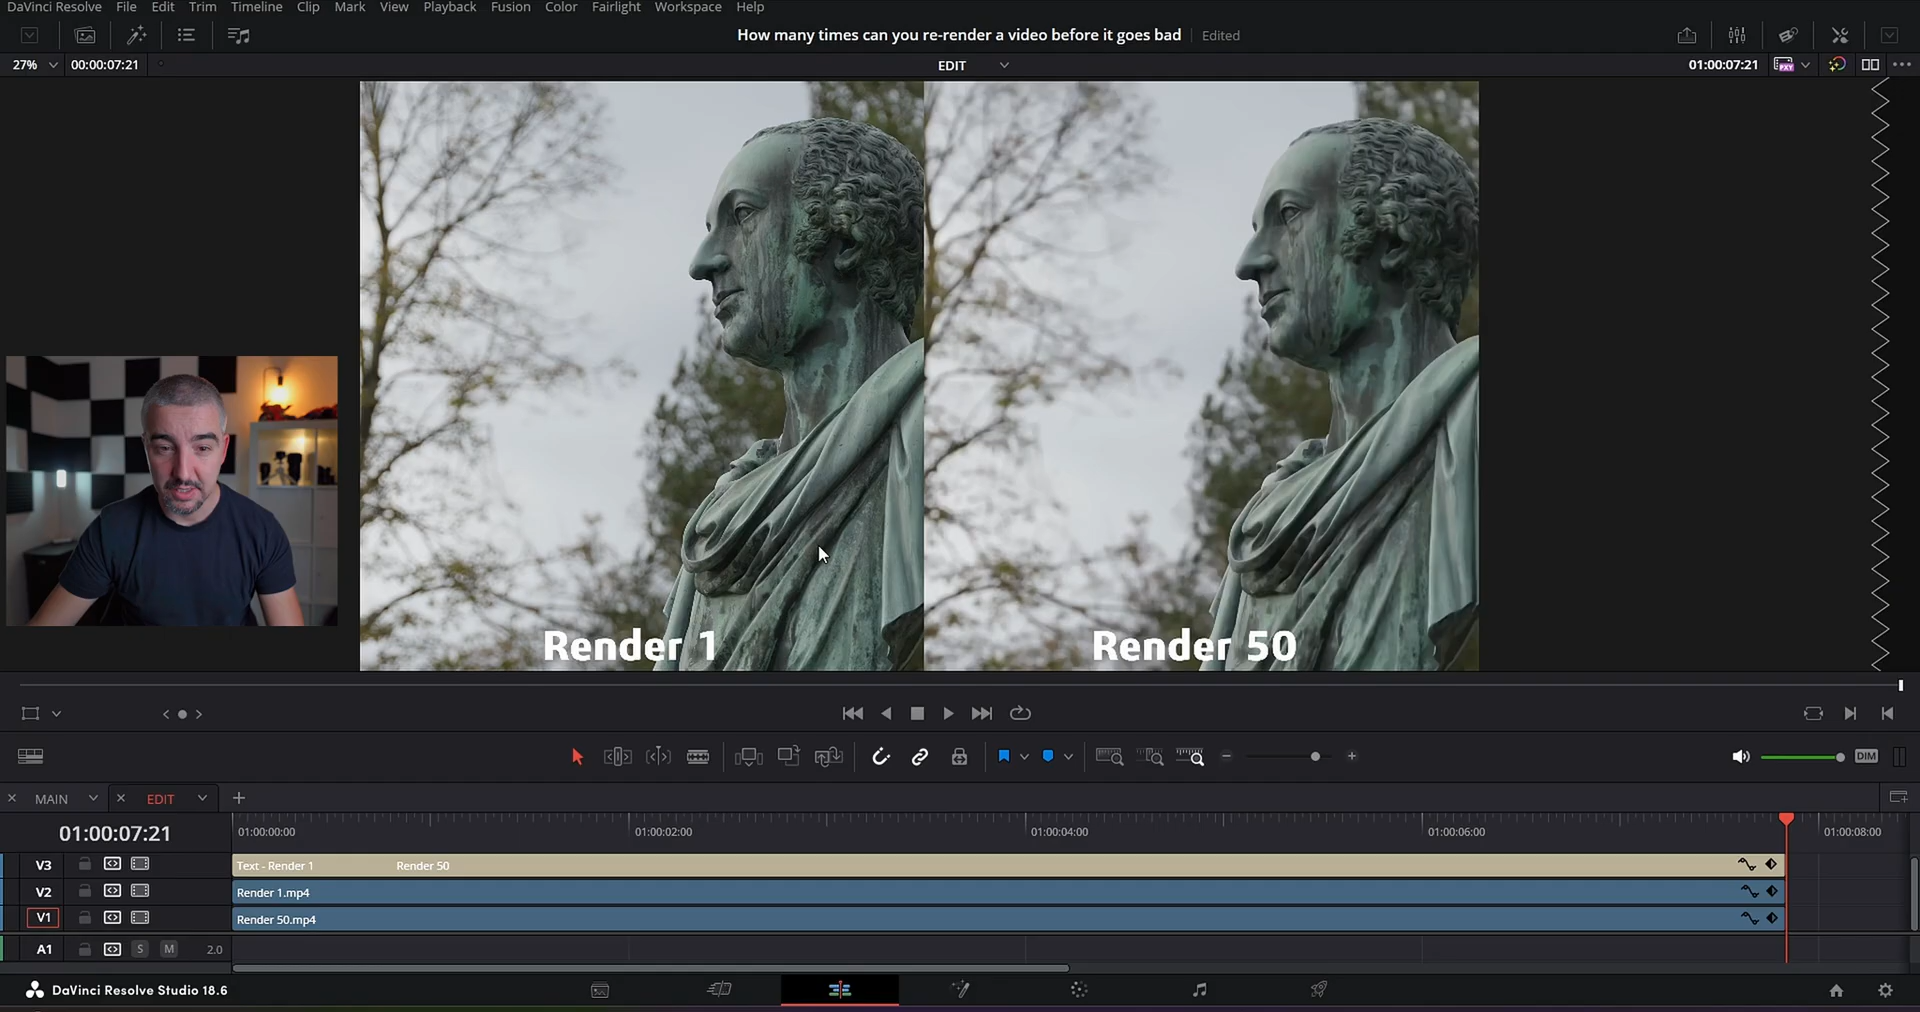 DaVinci Resolve File Edit Trim Timeline Clip Mark View Playback Fusion Color Fairlight Workspace Help
How many times can you re-render a video before it goes bad Edited
27% 00:00:07:21 EDIT 01:00:07:21 PXY
Render 1 Render 50
DIM
MAIN EDIT
01:00:07:21 01:00:00:00 01:00:02:00 01:00:04:00 01:00:06:00 01:00:08:00
V3 Text - Render 1 Render 50
V2 Render 1.mp4
V1 Render 50.mp4
A1 S M 2.0
DaVinci Resolve Studio 18.6